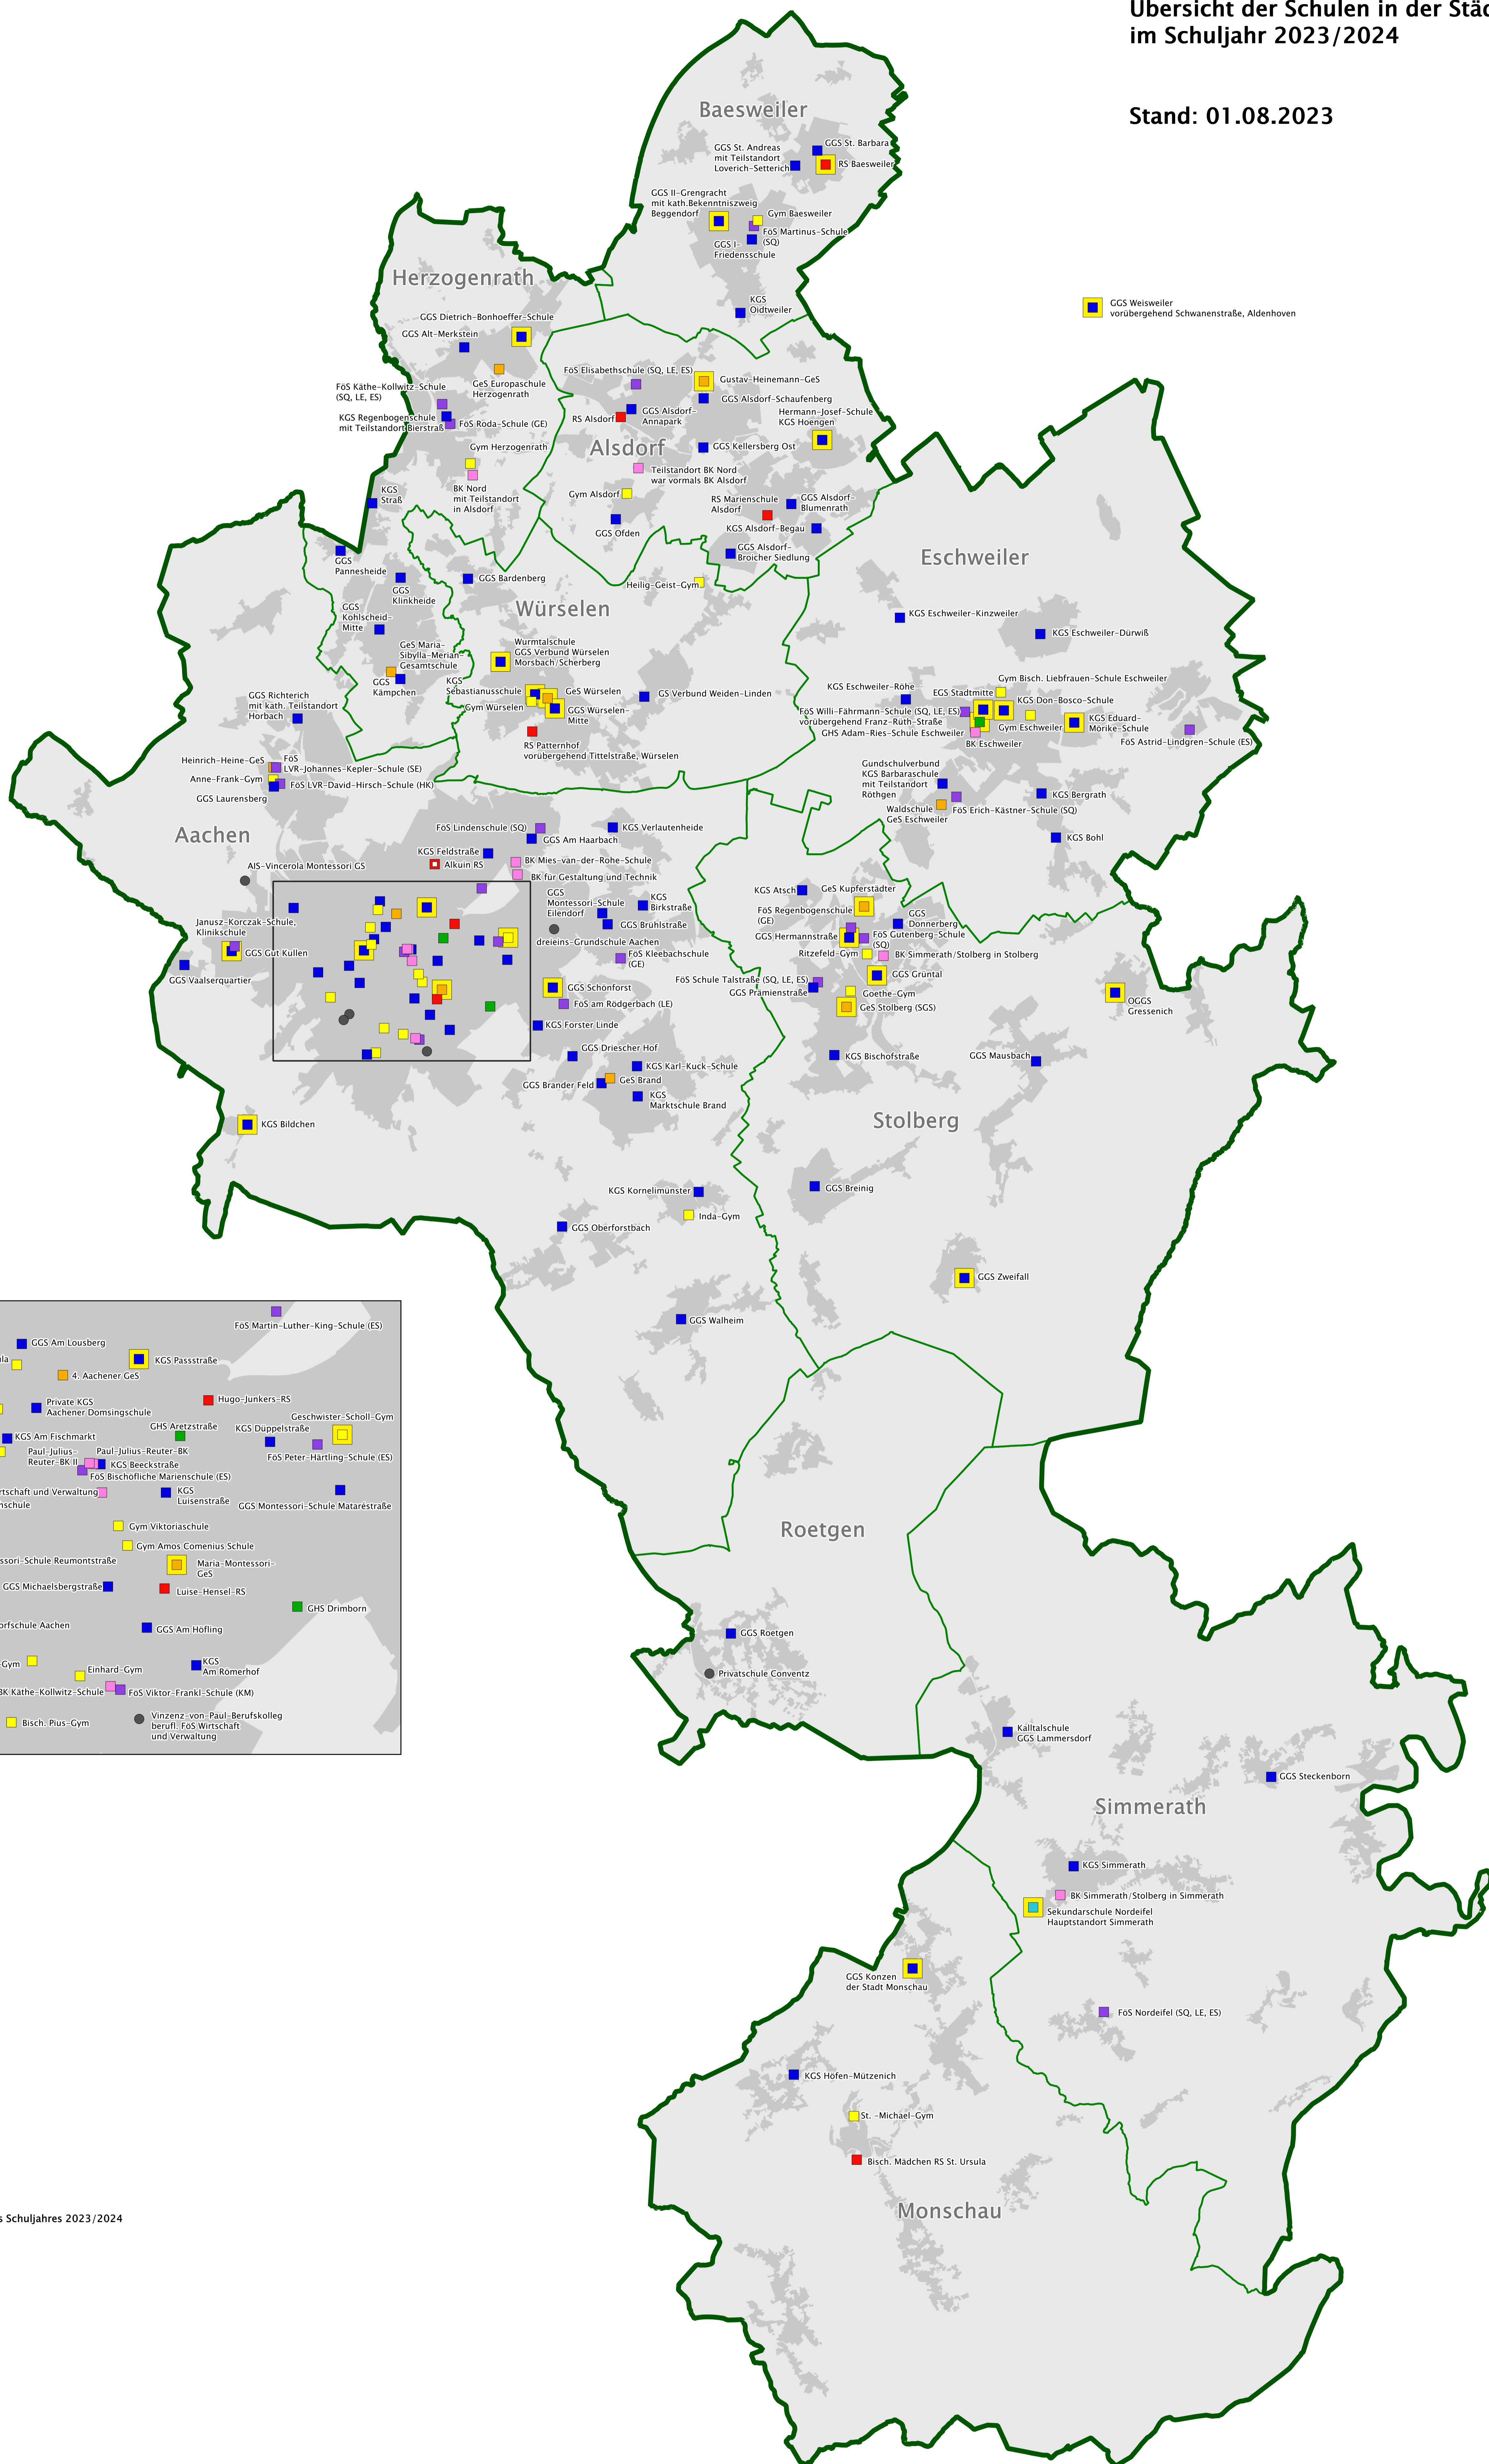 Übersicht der Schulen in der Städ
im Schuljahr 2023/2024
Stand: 01.08.2023
Baesweiler
GGS St. Andreas
mit Teilstandort
Loverich-Setterich
GGS St. Barbara
RS Baesweiler
GGS II-Grengracht
mit kath.Bekenntniszweig
Beggendorf
Gym Baesweiler
FöS Martinus-Schule
(SQ)
GGS I-
Friedensschule
KGS
Oidtweiler
GGS Weisweiler
vorübergehend Schwanenstraße, Aldenhoven
Herzogenrath
GGS Dietrich-Bonhoeffer-Schule
GGS Alt-Merkstein
GeS Europaschule
Herzogenrath
FöS Käthe-Kollwitz-Schule
(SQ, LE, ES)
KGS Regenbogenschule
mit Teilstandort Bierstraß
FöS Roda-Schule (GE)
Gym Herzogenrath
BK Nord
mit Teilstandort
in Alsdorf
KGS
Straß
GGS
Pannesheide
GGS
Klinkheide
GGS
Kohlscheid-
Mitte
GeS Maria-
Sibylla-Merian-
Gesamtschule
GGS
Kämpchen
Alsdorf
FöS Elisabethschule (SQ, LE, ES)
Gustav-Heinemann-GeS
GGS Alsdorf-Schaufenberg
RS Alsdorf
GGS Alsdorf-
Annapark
Hermann-Josef-Schule
KGS Hoengen
GGS Kellersberg Ost
Teilstandort BK Nord
war vormals BK Alsdorf
Gym Alsdorf
GGS Ofden
RS Marienschule
Alsdorf
GGS Alsdorf-
Blumenrath
KGS Alsdorf-Begau
GGS Alsdorf-
Broicher Siedlung
Würselen
GGS Bardenberg
Heilig-Geist-Gym
Wurmtalschule
GGS Verbund Würselen
Morsbach/Scherberg
KGS
Sebastianusschule
GeS Würselen
Gym Würselen
GGS Würselen-
Mitte
GS Verbund Weiden-Linden
RS Patternhof
vorübergehend Tittelstraße, Würselen
Eschweiler
KGS Eschweiler-Kinzweiler
KGS Eschweiler-Dürwiß
KGS Eschweiler-Röhe
Gym Bisch. Liebfrauen-Schule Eschweiler
EGS Stadtmitte
KGS Don-Bosco-Schule
FöS Willi-Fährmann-Schule (SQ, LE, ES)
vorübergehend Franz-Ruth-Straße
GHS Adam-Ries-Schule Eschweiler
Gym Eschweiler
BK Eschweiler
KGS Eduard-
Mörike-Schule
FöS Astrid-Lindgren-Schule (ES)
Gundschulverbund
KGS Barbaraschule
mit Teilstandort
Röthgen
Waldschule
GeS Eschweiler
FöS Erich-Kästner-Schule (SQ)
KGS Bergrath
KGS Bohl
Aachen
GGS Richterich
mit kath. Teilstandort
Horbach
Heinrich-Heine-GeS
FöS
LVR-Johannes-Kepler-Schule (SE)
Anne-Frank-Gym
FöS LVR-David-Hirsch-Schule (HK)
GGS Laurensberg
FöS Lindenschule (SQ)
GGS Am Haarbach
KGS Verlautenheide
KGS Feldstraße
Alkuin RS
BK Mies-van-der-Rohe-Schule
BK für Gestaltung und Technik
AIS-Vincerola Montessori GS
GGS
Montessori-Schule
Eilendorf
KGS
Birkstraße
GGS Brühlstraße
dreieins-Grundschule Aachen
FöS Kleebachschule
(GE)
Janusz-Korczak-Schule,
Klinikschule
GGS Gut Kullen
GGS Vaalserquartier
GGS Schönforst
FöS am Rödgerbach (LE)
KGS Forster Linde
GGS Driescher Hof
KGS Karl-Kuck-Schule
GGS Brander Feld
GeS Brand
KGS
Marktschule Brand
KGS Bildchen
KGS Kornelimünster
Inda-Gym
GGS Oberforstbach
GGS Walheim
Stolberg
KGS Atsch
GeS Kupferstädter
FöS Regenbogenschule
(GE)
GGS
Donnerberg
GGS Hermannstraße
FöS Gutenberg-Schule
(SQ)
Ritzefeld-Gym
BK Simmerath/Stolberg in Stolberg
GGS Grüntal
FöS Schule Talstraße (SQ, LE, ES)
GGS Prämienstraße
Goethe-Gym
GeS Stolberg (SGS)
KGS Bischofstraße
GGS Mausbach
OGGS
Gressenich
GGS Breinig
GGS Zweifall
FöS Martin-Luther-King-Schule (ES)
GGS Am Lousberg
ula
KGS Passstraße
4. Aachener GeS
Private KGS
Aachener Domsingschule
Hugo-Junkers-RS
GHS Aretzstraße
Geschwister-Scholl-Gym
KGS Düppelstraße
FöS Peter-Härtling-Schule (ES)
KGS Am Fischmarkt
Paul-Julius-
Reuter-BK II
Paul-Julius-Reuter-BK
KGS Beeckstraße
FöS Bischöfliche Marienschule (ES)
rtschaft und Verwaltung
nschule
KGS
Luisenstraße
GGS Montessori-Schule Mataréstraße
Gym Viktoriaschule
Gym Amos Comenius Schule
ssori-Schule Reumontstraße
Maria-Montessori-
GeS
GGS Michaelsbergstraße
Luise-Hensel-RS
GHS Drimborn
orfschule Aachen
GGS Am Höfling
-Gym
Einhard-Gym
KGS
Am Römerhof
BK Käthe-Kollwitz-Schule
FöS Viktor-Frankl-Schule (KM)
Bisch. Pius-Gym
Vinzenz-von-Paul-Berufskolleg
berufl. FöS Wirtschaft
und Verwaltung
Roetgen
GGS Roetgen
Privatschule Conventz
Simmerath
Kalltalschule
GGS Lammersdorf
GGS Steckenborn
KGS Simmerath
BK Simmerath/Stolberg in Simmerath
Sekundarschule Nordeifel
Hauptstandort Simmerath
FöS Nordeifel (SQ, LE, ES)
Monschau
GGS Konzen
der Stadt Monschau
KGS Höfen-Mützenich
St. -Michael-Gym
Bisch. Mädchen RS St. Ursula
s Schuljahres 2023/2024